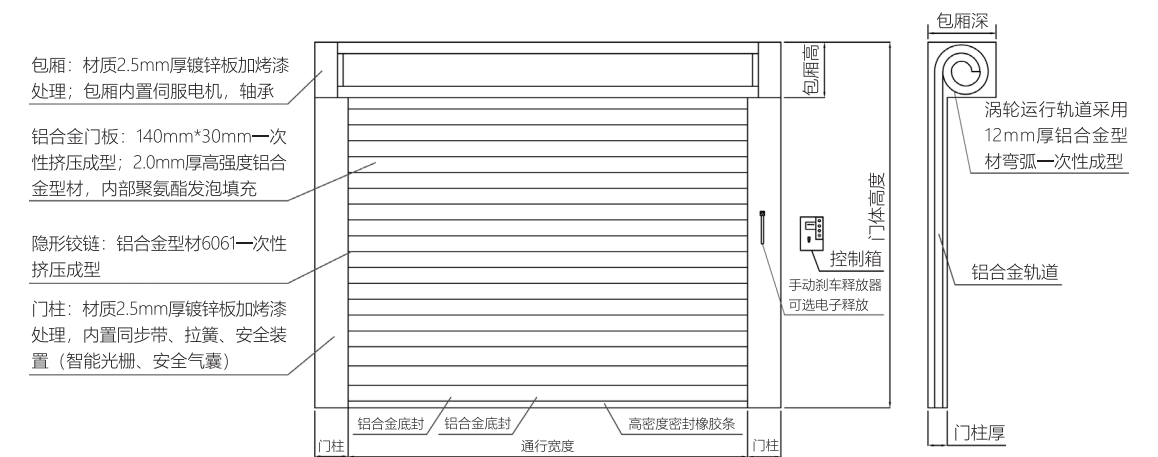 包厢：材质2.5mm厚镀锌板加烤漆
处理；包厢内置伺服电机，轴承
铝合金门板：140mm*30mm一次
性挤压成型；2.0mm厚高强度铝合
金型材，内部聚氨酯发泡填充
隐形铰链：铝合金型材6061一次性
挤压成型
门柱：材质2.5mm厚镀锌板加烤漆
处理，内置同步带、拉簧、安全装
置（智能光栅、安全气囊）
包厢高
门体高度
控制箱
手动刹车释放器
可选电子释放
铝合金底封
铝合金底封
高密度密封橡胶条
门柱
通行宽度
门柱
包厢深
涡轮运行轨道采用
12mm厚铝合金型
材弯弧一次性成型
铝合金轨道
门柱厚